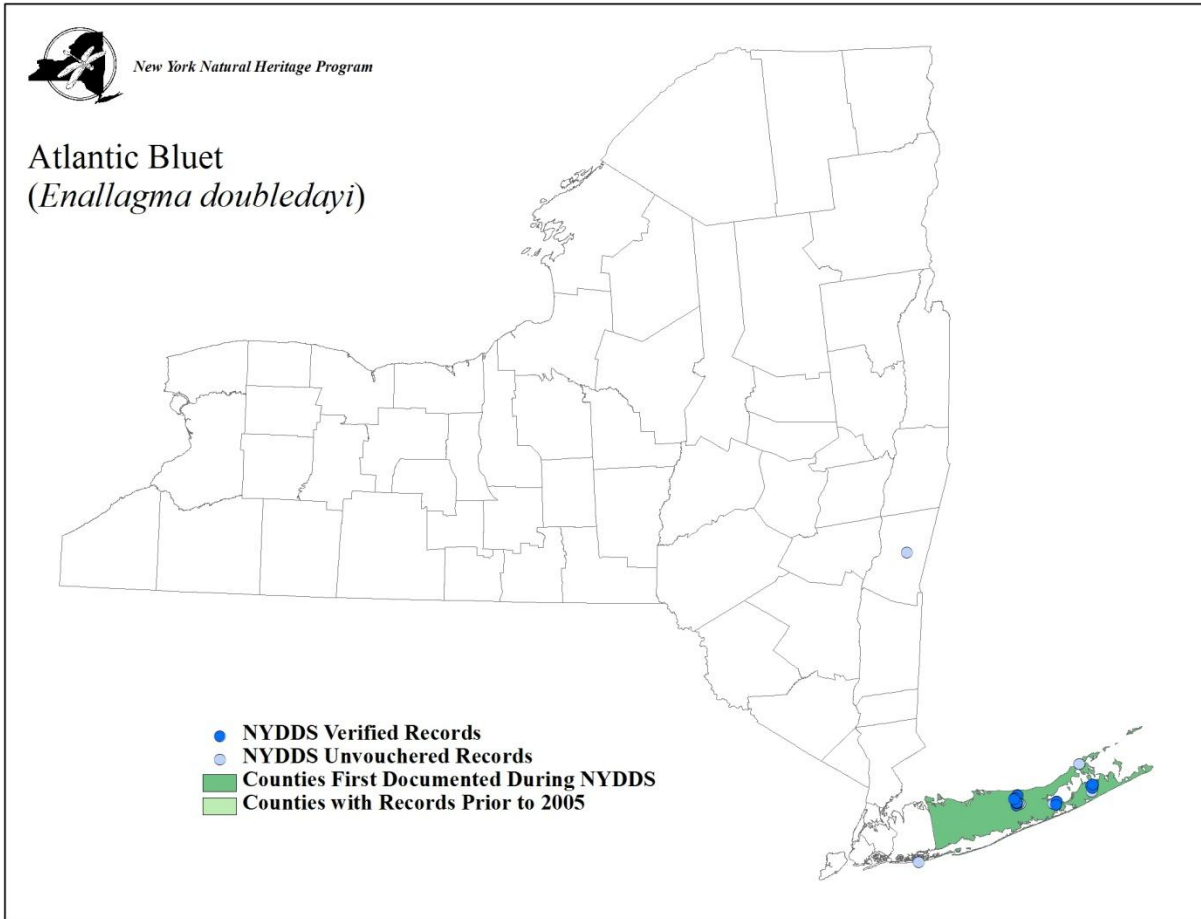 New York Natural Heritage Program
Atlantic Bluet
(Enallagma doubledayi)
NYDDS Verified Records
NYDDS Unvouchered Records
Counties First Documented During NYDDS
Counties with Records Prior to 2005